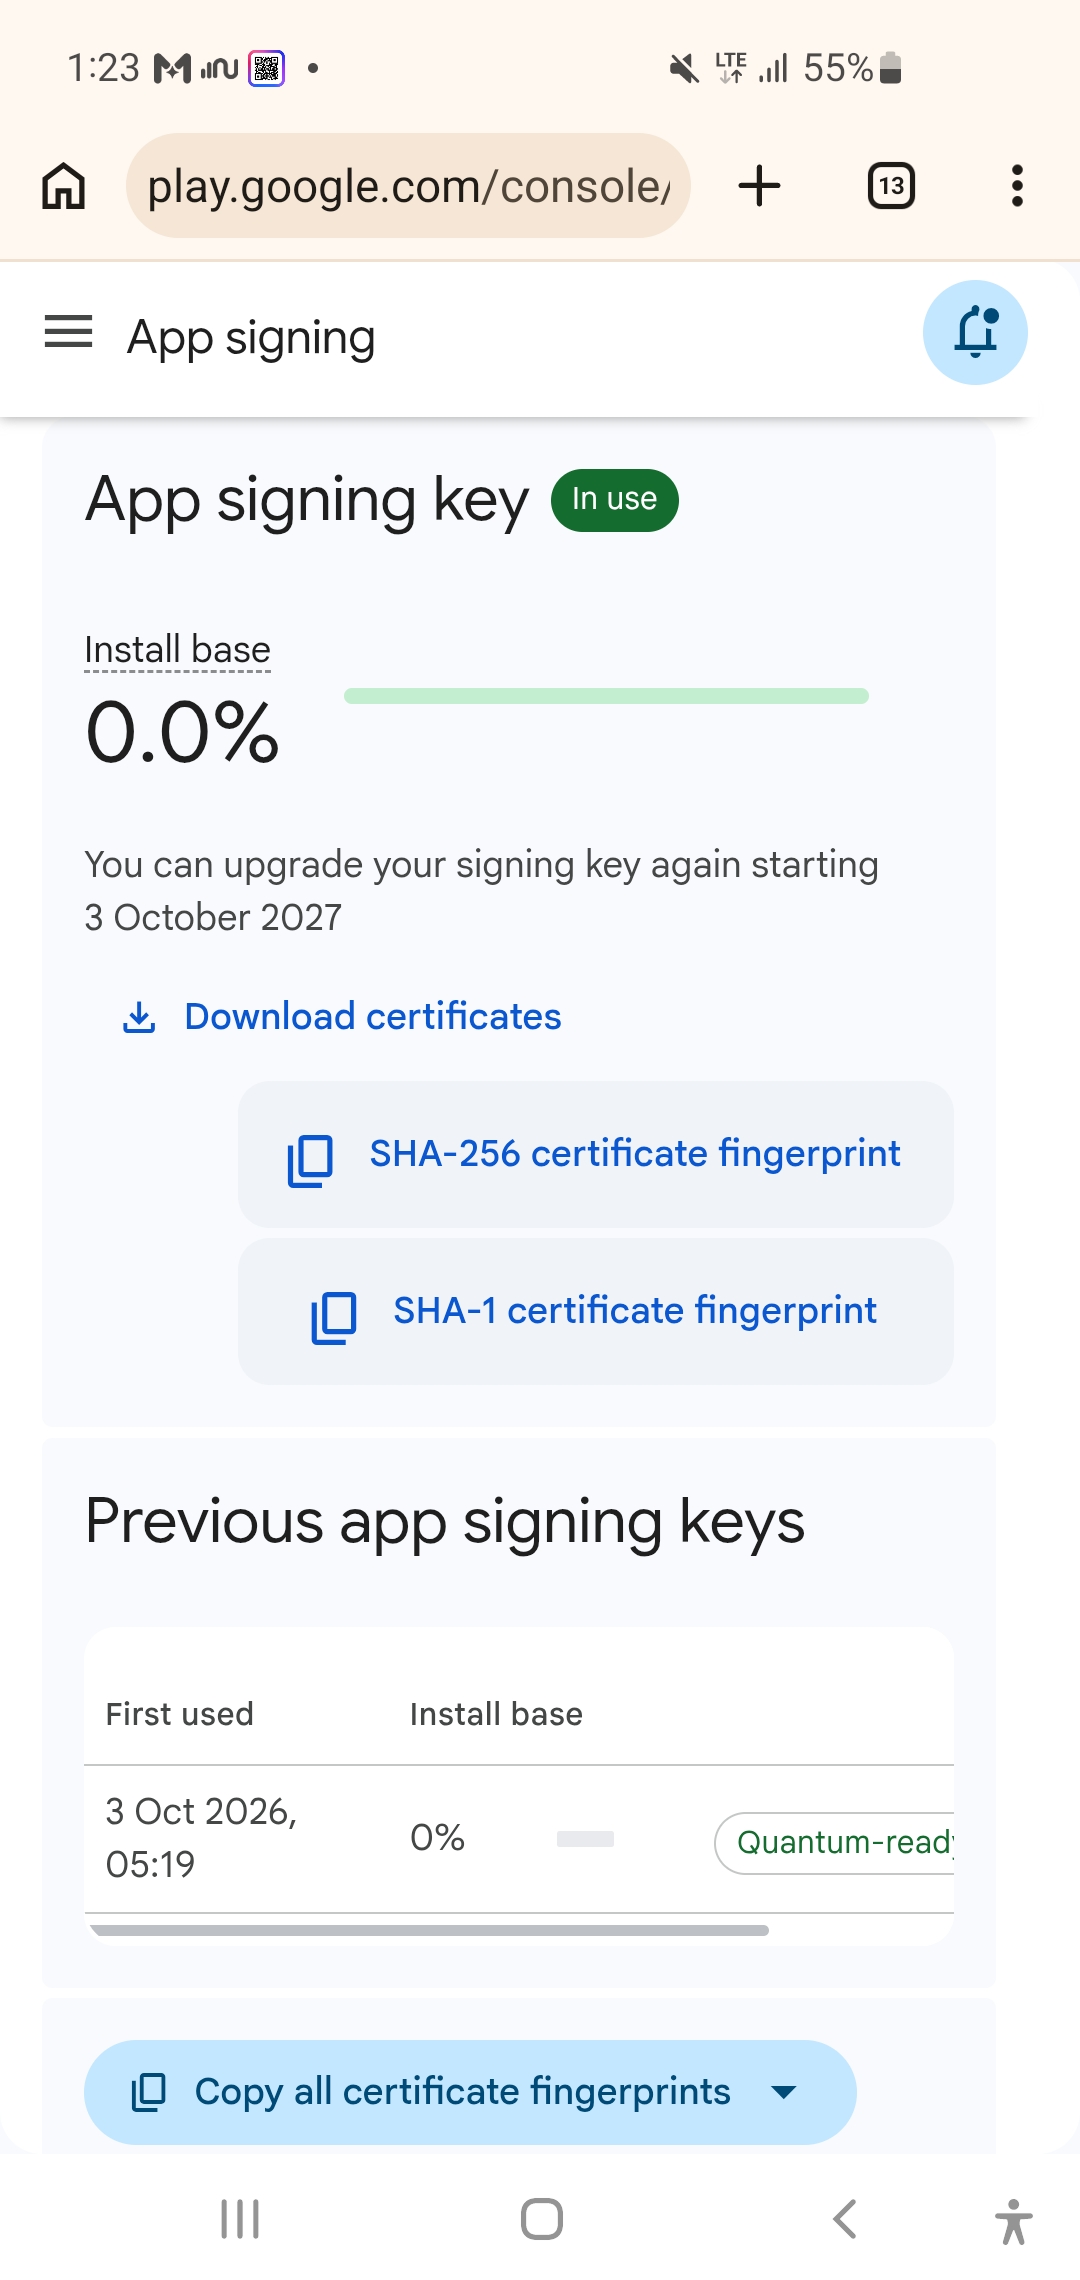 1:23
LTE
55%
play.google.com/console/
13
App signing
App signing key
In use
Install base
0.0%
You can upgrade your signing key again starting
3 October 2027
Download certificates
SHA-256 certificate fingerprint
SHA-1 certificate fingerprint
Previous app signing keys
First used
Install base
3 Oct 2026,
05:19
0%
Quantum-ready
Copy all certificate fingerprints